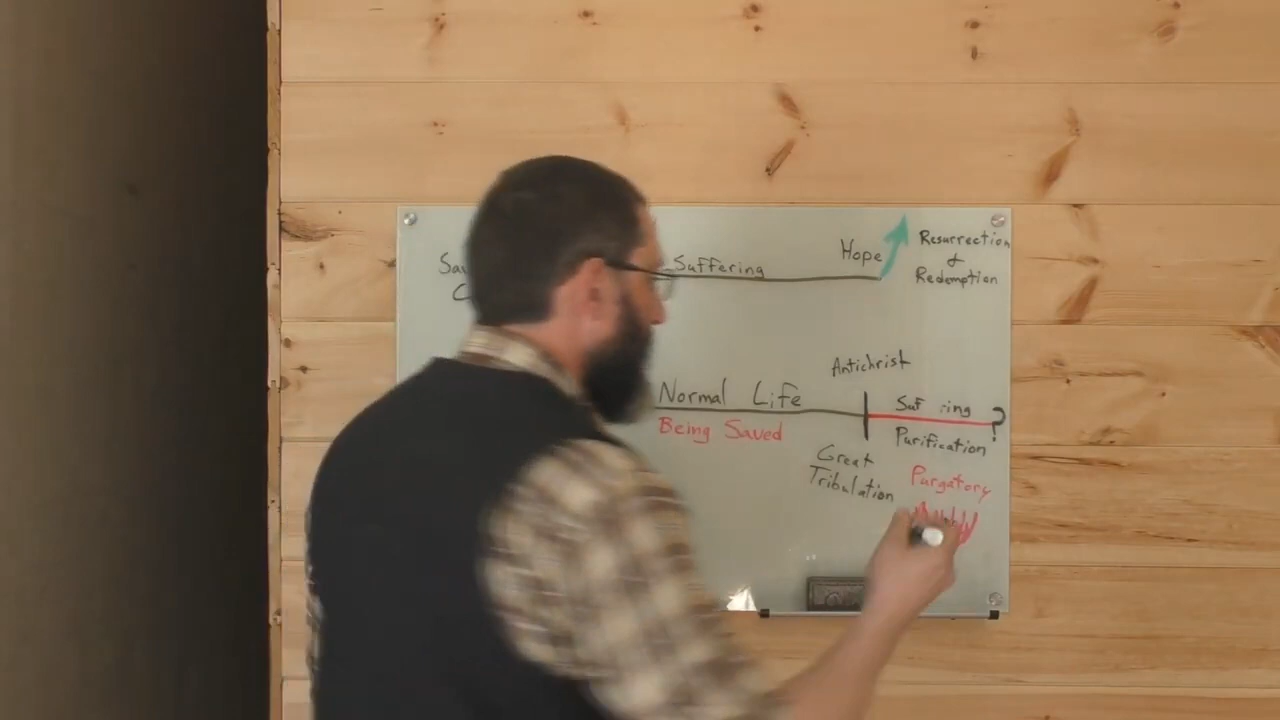 Suffering
Hope
Resurrection
&
Redemption
Antichrist
Normal Life
Being Saved
?
Purification
Great
Tribulation
Purgatory